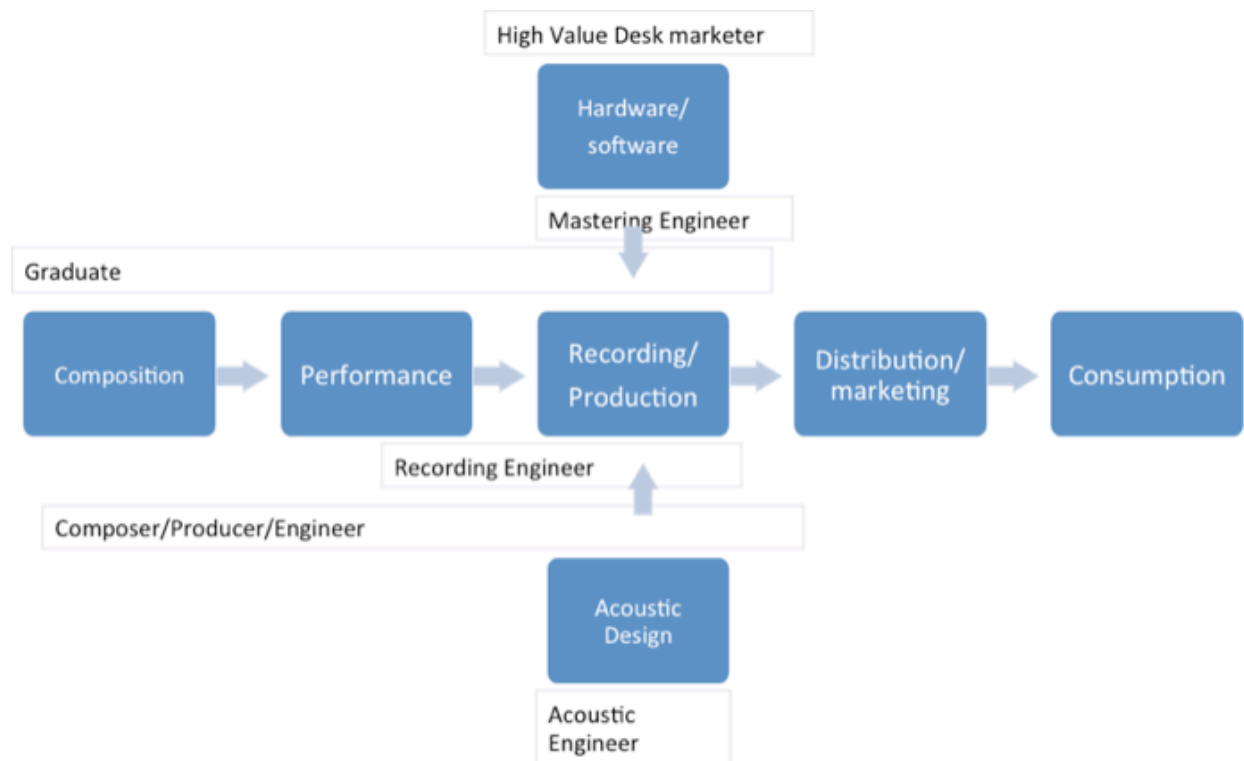 High Value Desk marketer
Hardware/
software
Mastering Engineer
Graduate
Composition
Performance
Recording/
Production
Distribution/
marketing
Consumption
Recording Engineer
Composer/Producer/Engineer
Acoustic
Design
Acoustic
Engineer